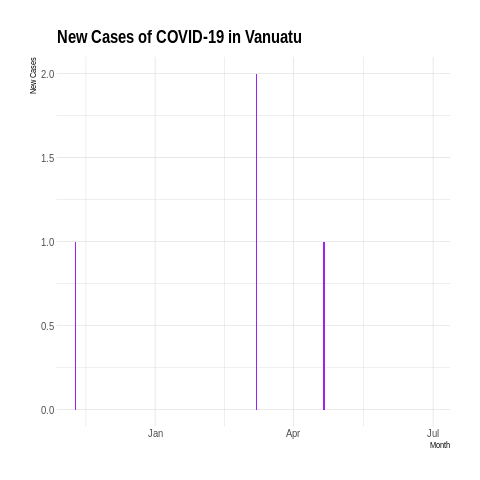 New Cases of COVID-19 in Vanuatu
New Cases
2.0
1.5
1.0
0.5
0.0
Jan
Apr
Jul
Month